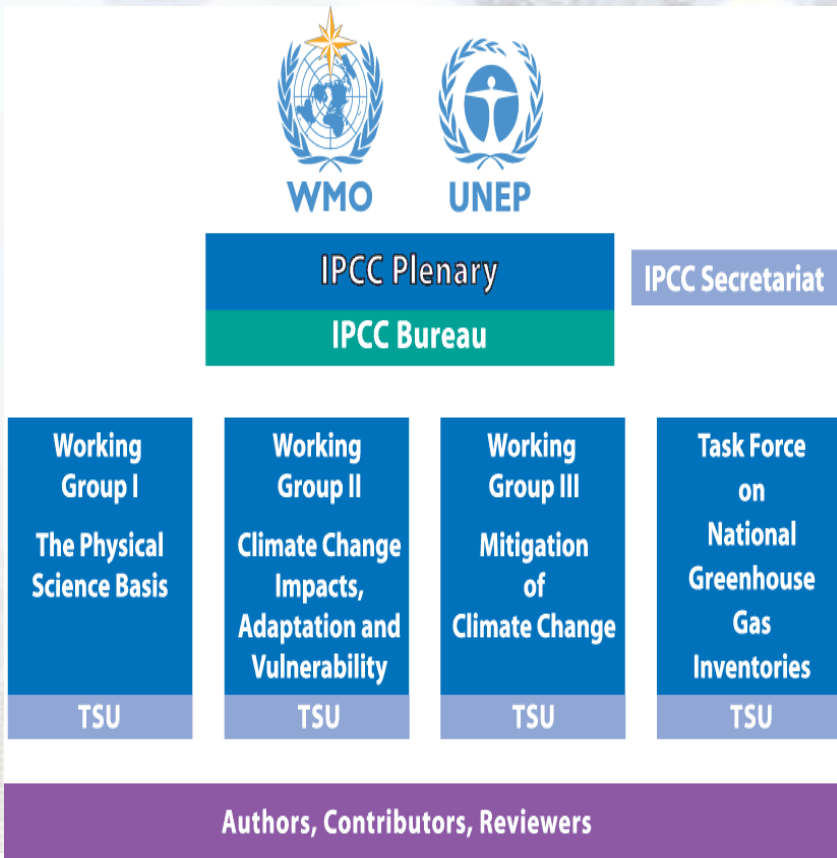 WMO
UNEP
IPCC Plenary
IPCC Secretariat
IPCC Bureau
Working
Group I
The Physical
Science Basis
TSU
Working
Group II
Climate Change
Impacts,
Adaptation and
Vulnerability
TSU
Working
Group III
Mitigation
of
Climate Change
TSU
Task Force
on
National
Greenhouse
Gas
Inventories
TSU
Authors, Contributors, Reviewers